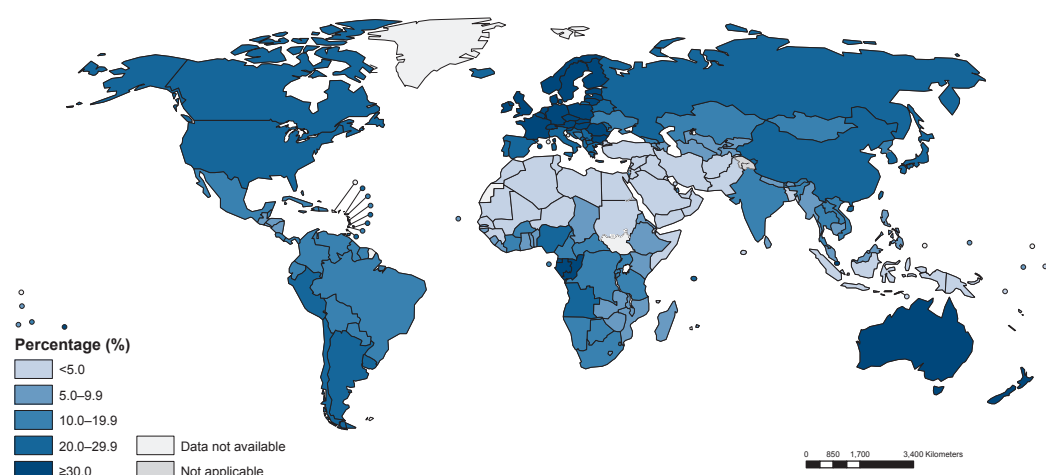 Percentage (%)
<5.0
5.0–9.9
10.0–19.9
20.0–29.9
≥30.0
Data not available
Not applicable
0 850 1,700 3,400 Kilometers